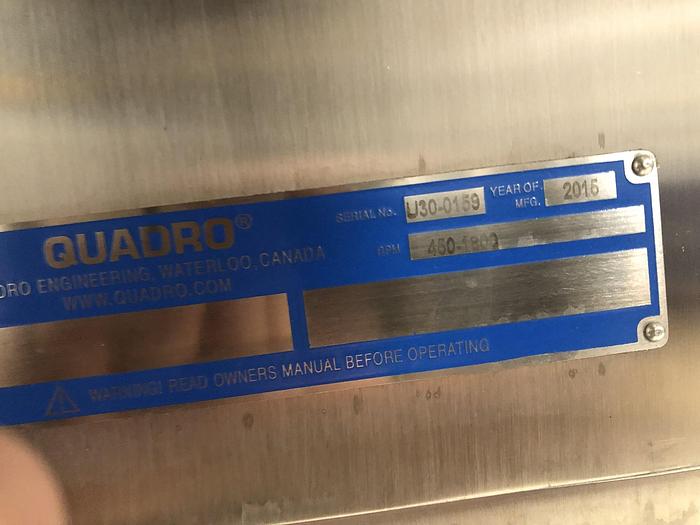 QUADRO®
DRO ENGINEERING, WATERLOO, CANADA
WWW.QUADRO.COM
SERIAL No. U30-0159
YEAR OF MFG. 2015
RPM 450-1800
WARNING! READ OWNERS MANUAL BEFORE OPERATING